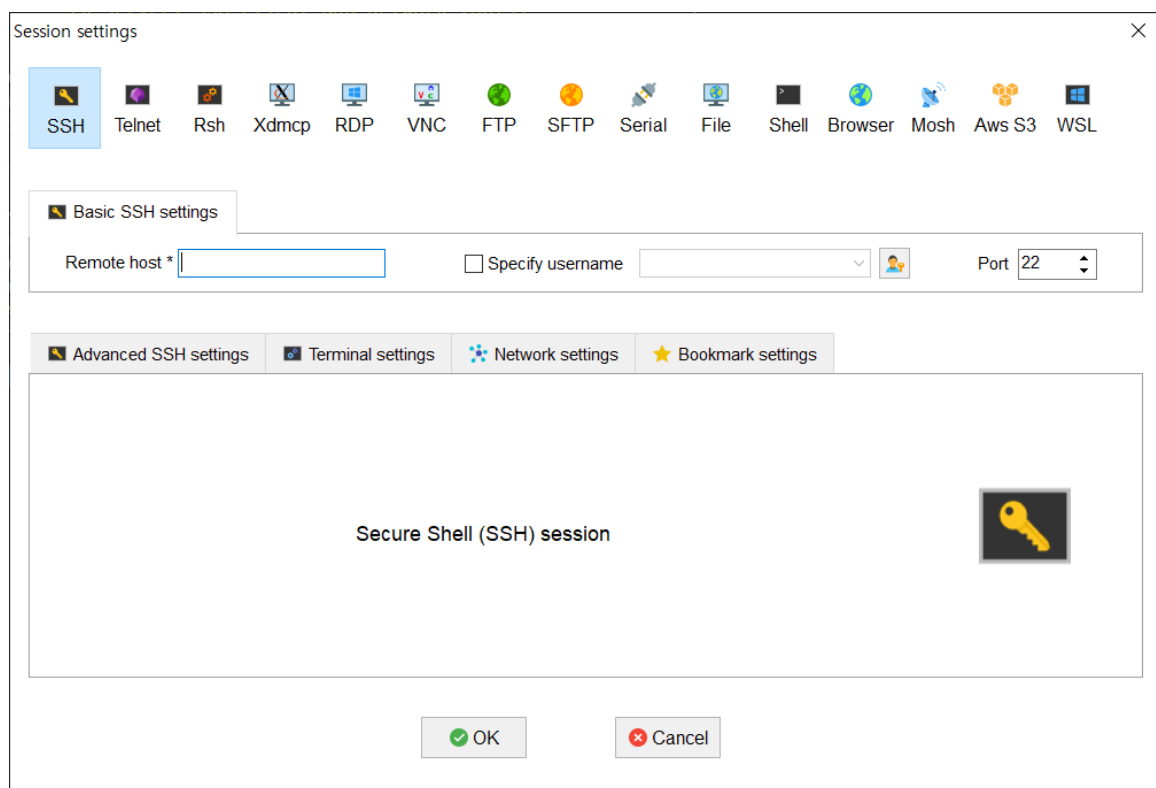 Session settings
SSH Telnet Rsh Xdmcp RDP VNC FTP SFTP Serial File Shell Browser Mosh Aws S3 WSL
Basic SSH settings
Remote host * Specify username Port 22
Advanced SSH settings Terminal settings Network settings Bookmark settings
Secure Shell (SSH) session
OK Cancel